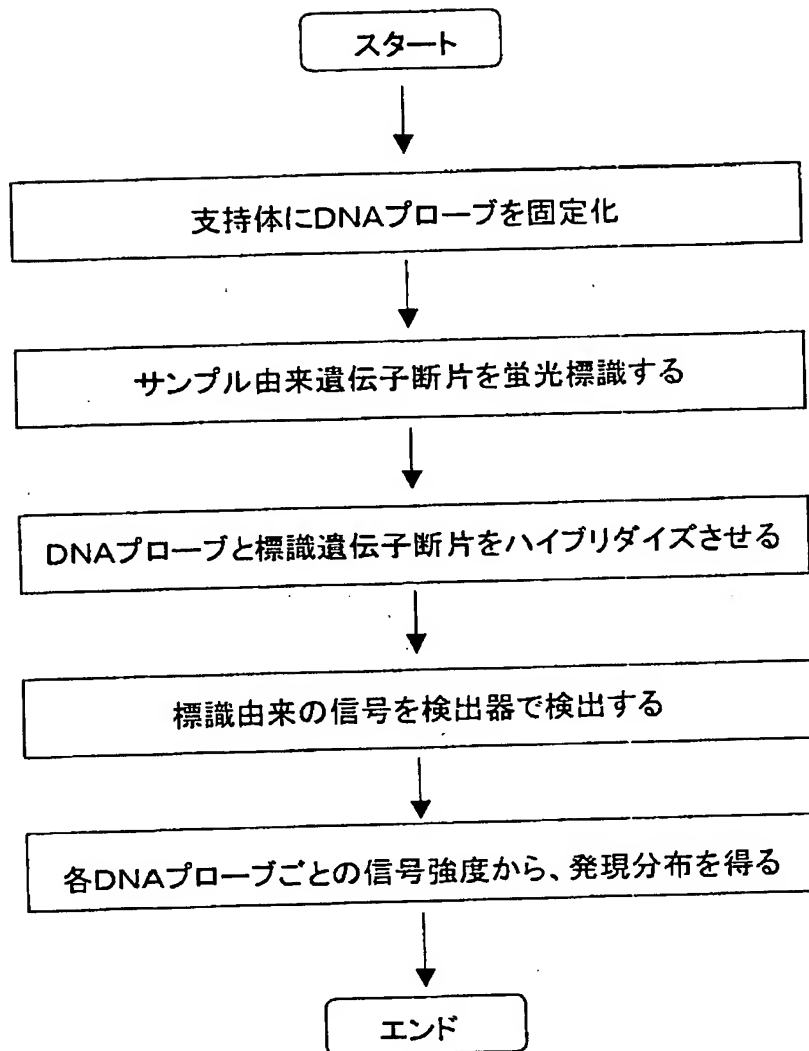 スタート
支持体にDNAプローブを固定化
サンプル由来遺伝子断片を蛍光標識する
DNAプローブと標識遺伝子断片をハイブリダイズさせる
標識由来の信号を検出器で検出する
各DNAプローブごとの信号強度から、発現分布を得る
エンド